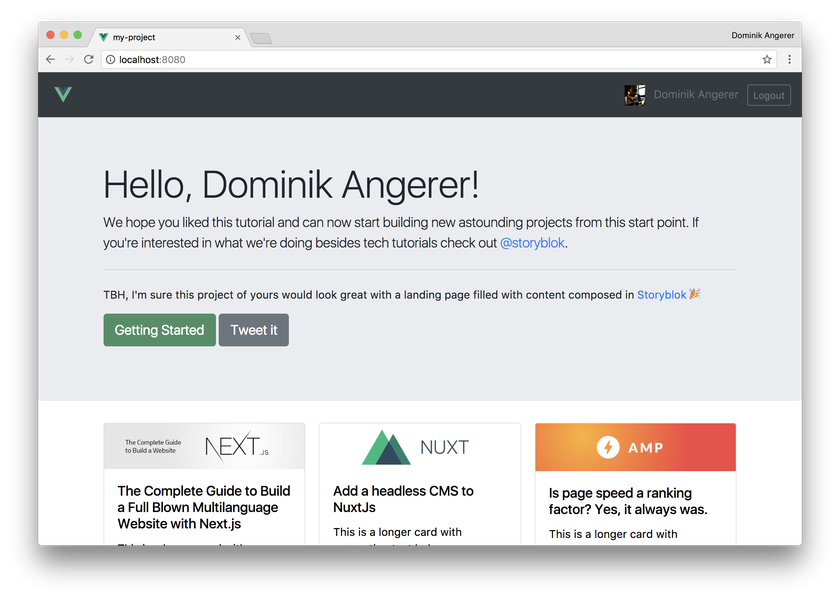 my-project
Dominik Angerer
localhost:8080
Dominik Angerer
Logout
Hello, Dominik Angerer!
We hope you liked this tutorial and can now start building new astounding projects from this start point. If
you're interested in what we're doing besides tech tutorials check out @storyblok.
TBH, I'm sure this project of yours would look great with a landing page filled with content composed in Storyblok 🎉
Getting Started
Tweet it
The Complete Guide
to Build a Website
NEXT.JS
The Complete Guide to Build
a Full Blown Multilanguage
Website with Next.js
NUXT
Add a headless CMS to
NuxtJs
This is a longer card with
AMP
Is page speed a ranking
factor? Yes, it always was.
This is a longer card with